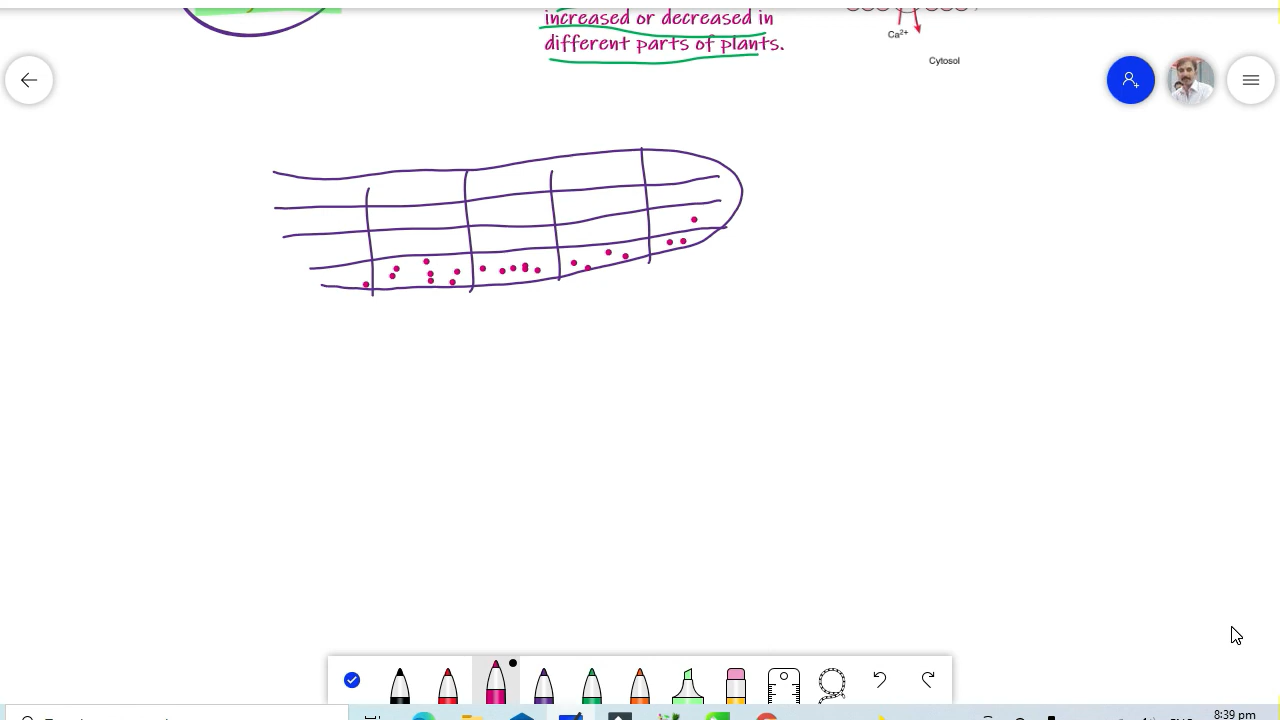 increased or decreased in
different parts of plants.
Ca²⁺
Cytosol
8:39 pm